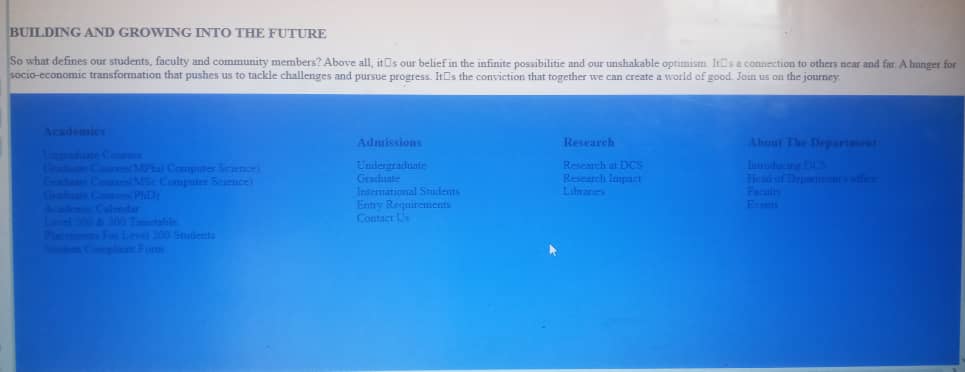 BUILDING AND GROWING INTO THE FUTURE
So what defines our students, faculty and community members? Above all, it□s our belief in the infinite possibilitie and our unshakable optimism. It□s a connection to others near and far. A hunger for
socio-economic transformation that pushes us to tackle challenges and pursue progress. It□s the conviction that together we can create a world of good. Join us on the journey.
Academics
Courses
Graduate Courses(MPhil Computer Science)
Graduate Courses(MSc Computer Science)
Graduate Courses(PhD)
Academic Calendar
Level & 300 Timetable
Placements For Level 200 Students
Student Complaint Form
Admissions
Undergraduate
Graduate
International Students
Entry Requirements
Contact Us
Research
Research at DCS
Research Impact
Libraries
About The Department
Introducing DCS
Head of Department's office
Faculty
Events